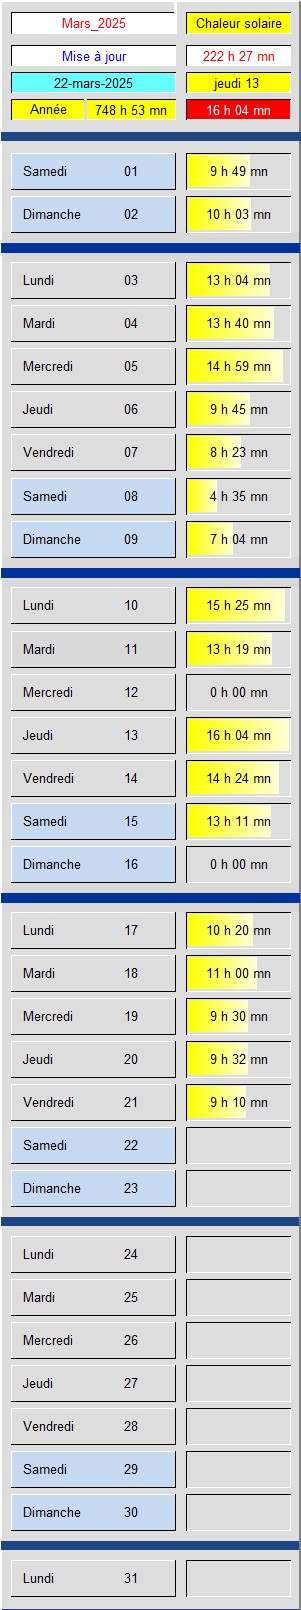 Mars_2025 Chaleur solaire
Mise à jour 222 h 27 mn
22-mars-2025 jeudi 13
Année 748 h 53 mn 16 h 04 mn
Samedi 01 9 h 49 mn
Dimanche 02 10 h 03 mn
Lundi 03 13 h 04 mn
Mardi 04 13 h 40 mn
Mercredi 05 14 h 59 mn
Jeudi 06 9 h 45 mn
Vendredi 07 8 h 23 mn
Samedi 08 4 h 35 mn
Dimanche 09 7 h 04 mn
Lundi 10 15 h 25 mn
Mardi 11 13 h 19 mn
Mercredi 12 0 h 00 mn
Jeudi 13 16 h 04 mn
Vendredi 14 14 h 24 mn
Samedi 15 13 h 11 mn
Dimanche 16 0 h 00 mn
Lundi 17 10 h 20 mn
Mardi 18 11 h 00 mn
Mercredi 19 9 h 30 mn
Jeudi 20 9 h 32 mn
Vendredi 21 9 h 10 mn
Samedi 22
Dimanche 23
Lundi 24
Mardi 25
Mercredi 26
Jeudi 27
Vendredi 28
Samedi 29
Dimanche 30
Lundi 31